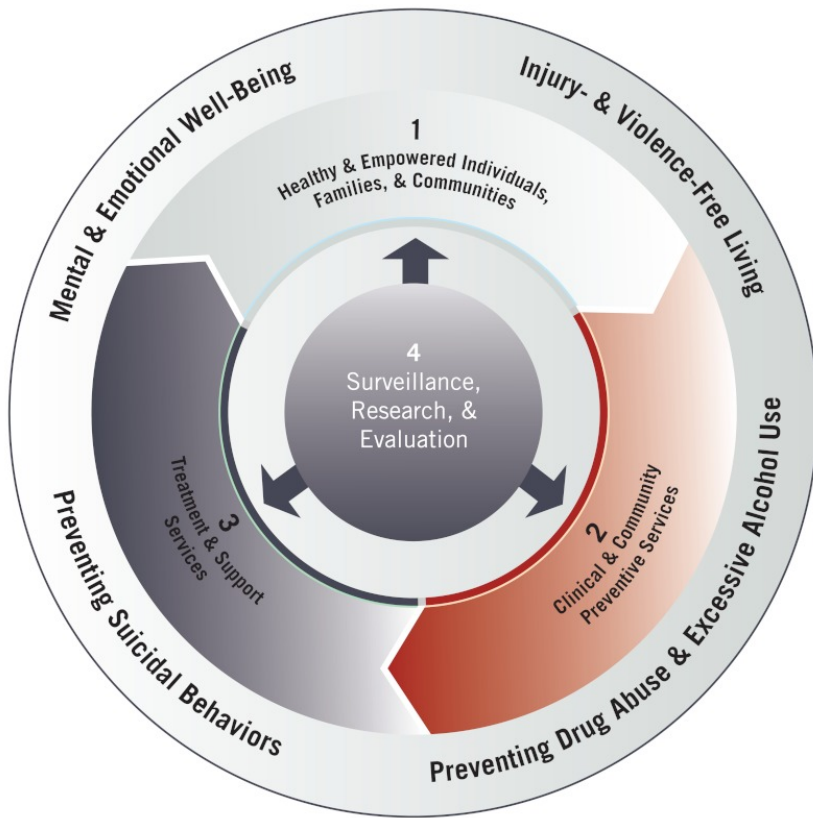 Mental & Emotional Well-Being
Injury- & Violence-Free Living
1
Healthy & Empowered Individuals,
Families, & Communities
4
Surveillance,
Research, &
Evaluation
3
Treatment & Support
Services
2
Clinical & Community
Preventive Services
Preventing Suicidal Behaviors
Preventing Drug Abuse & Excessive Alcohol Use